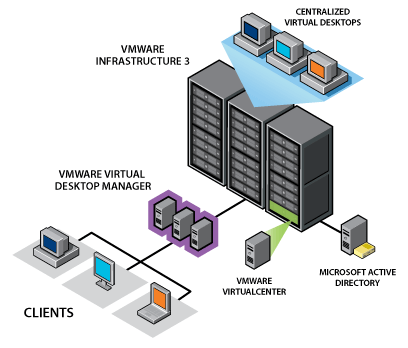 CENTRALIZED
VIRTUAL DESKTOPS
VMWARE
INFRASTRUCTURE 3
VMWARE VIRTUAL
DESKTOP MANAGER
MICROSOFT ACTIVE
DIRECTORY
VMWARE
VIRTUALCENTER
CLIENTS